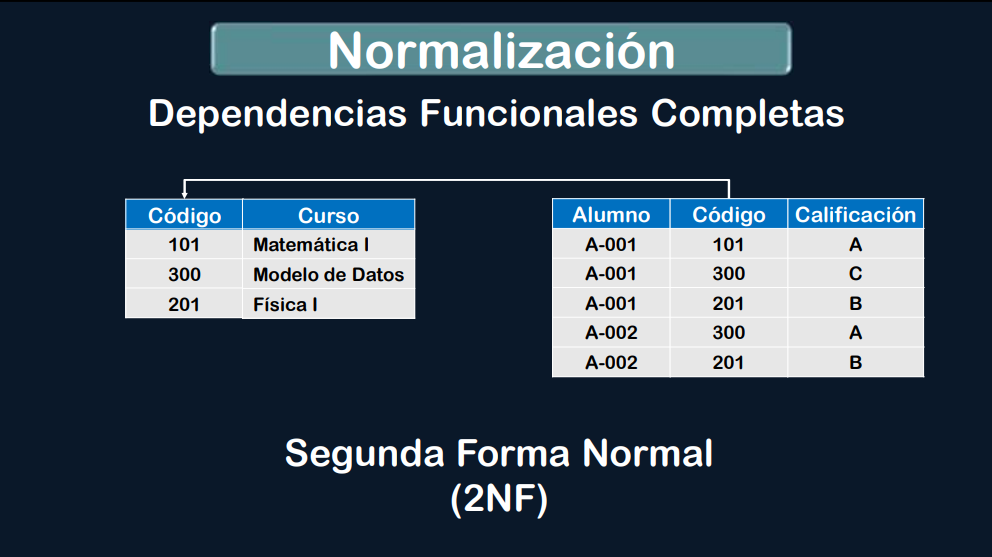 Normalización
Dependencias Funcionales Completas
Código Curso
101 Matemática I
300 Modelo de Datos
201 Física I
Alumno Código Calificación
A-001 101 A
A-001 300 C
A-001 201 B
A-002 300 A
A-002 201 B
Segunda Forma Normal
(2NF)